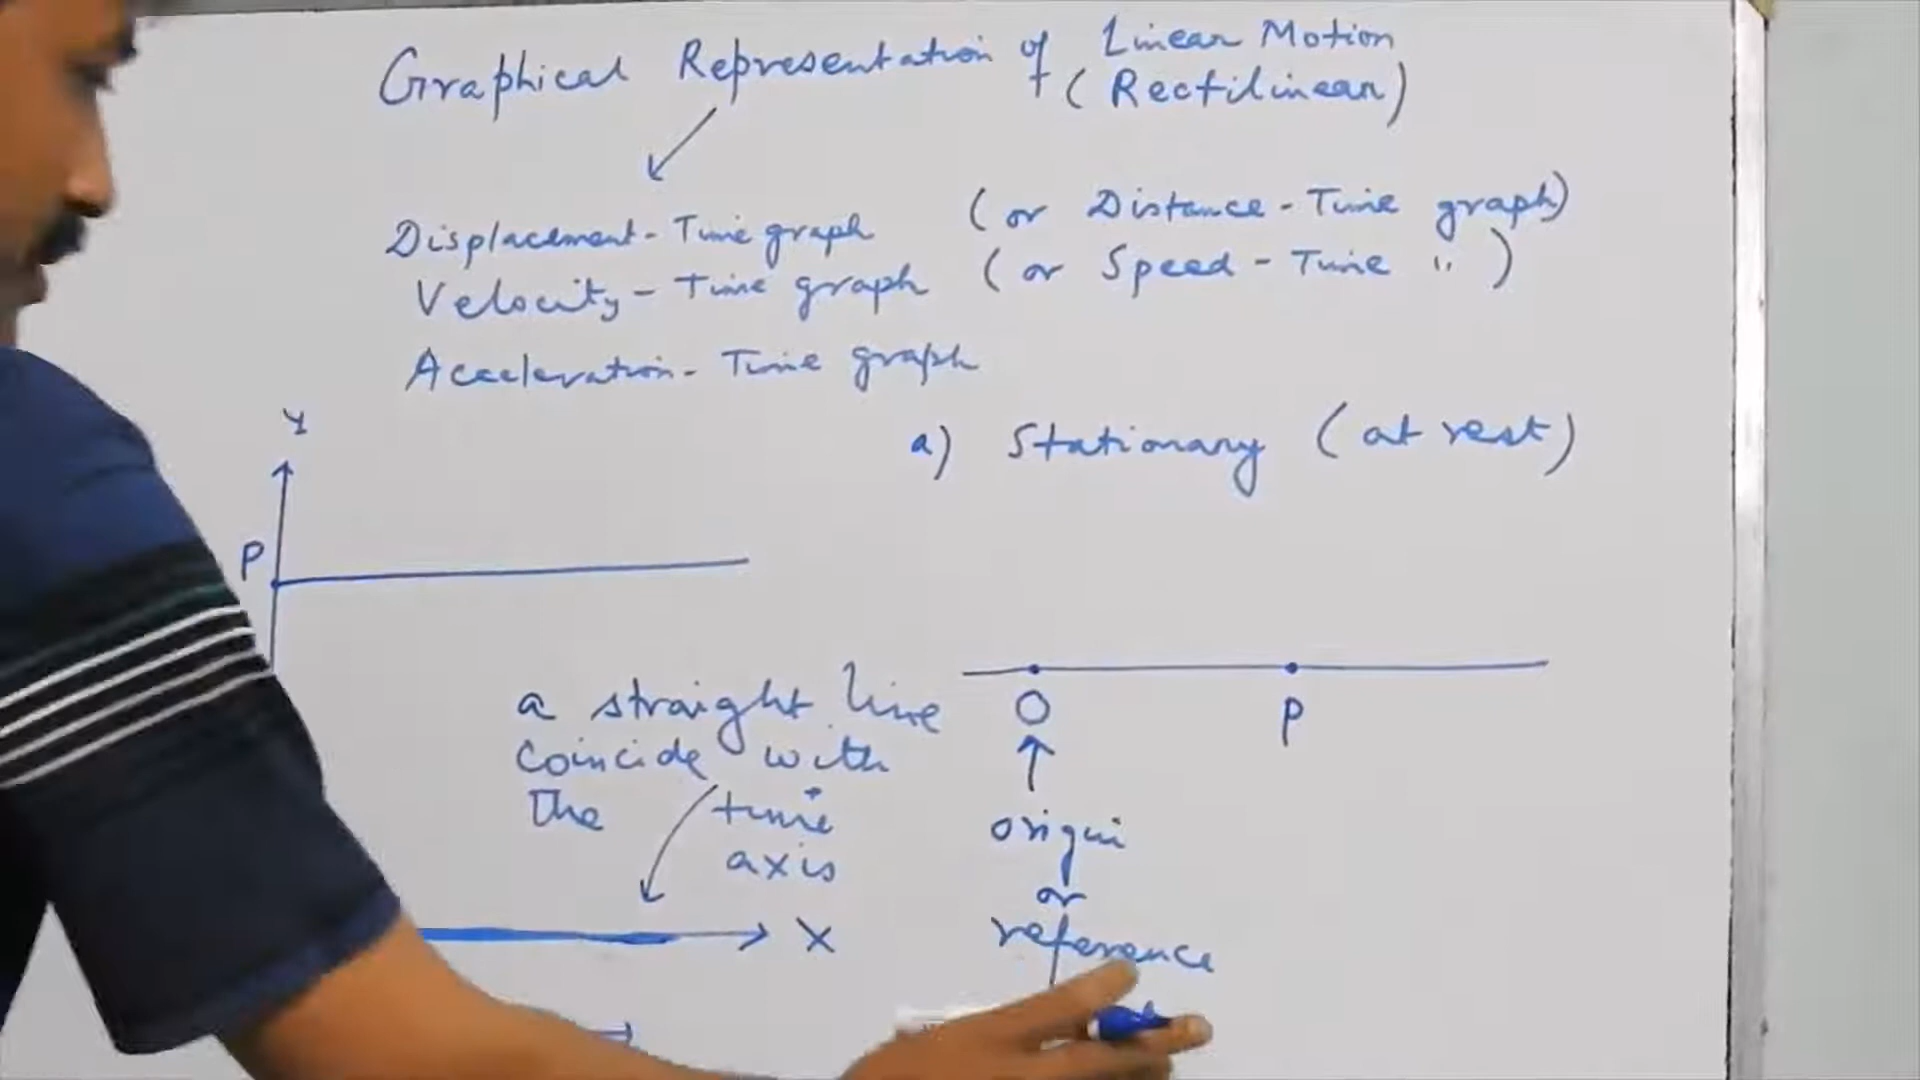 Graphical Representation of Linear Motion
(Rectilinear)
Displacement - Time graph (or Distance - Time graph)
Velocity - Time graph (or Speed - Time " )
Acceleration - Time graph
a) Stationary (at rest)
Y
P
a straight line
coincide with
the time
axis
X
O P
origin
or
reference